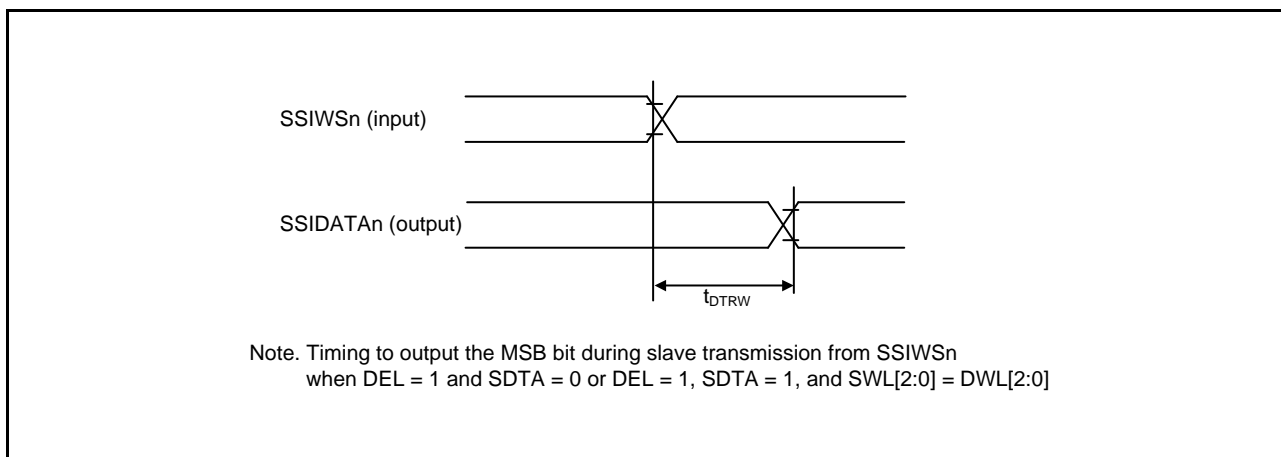 SSIWSn (input)
SSIDATAn (output)
tDTRW
Note. Timing to output the MSB bit during slave transmission from SSIWSn
when DEL = 1 and SDTA = 0 or DEL = 1, SDTA = 1, and SWL[2:0] = DWL[2:0]